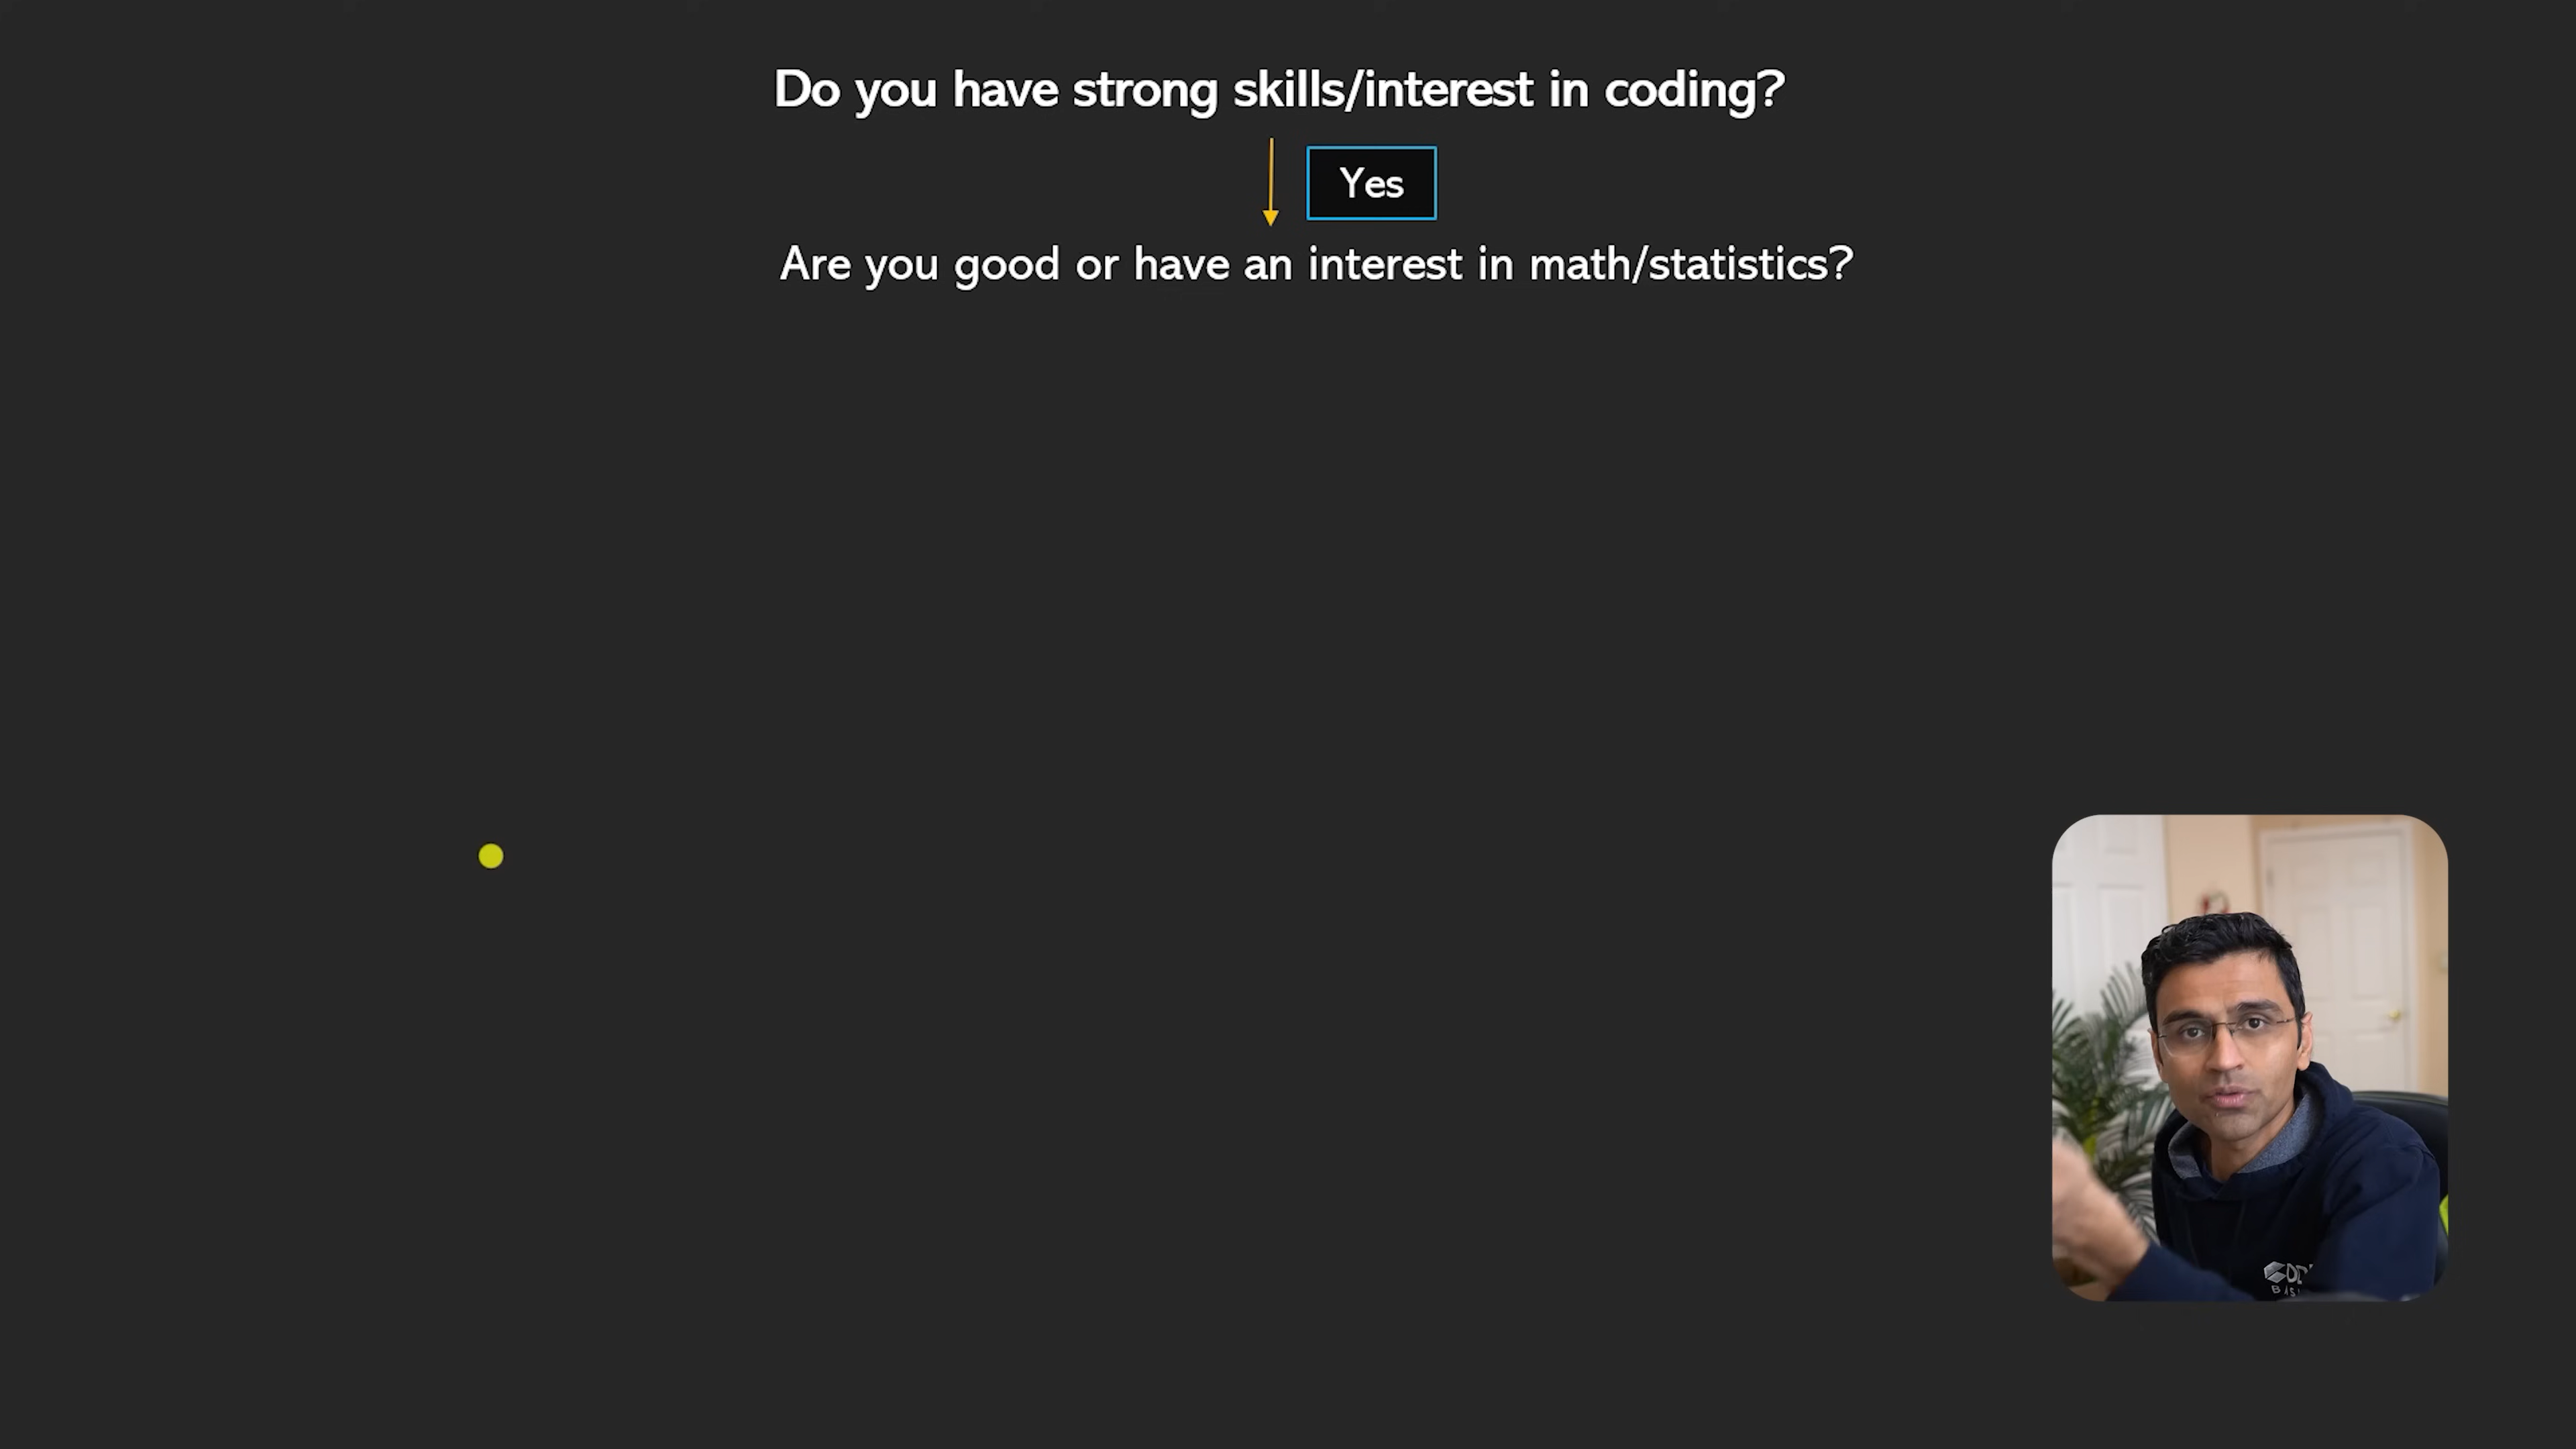 Do you have strong skills/interest in coding?
Yes
Are you good or have an interest in math/statistics?